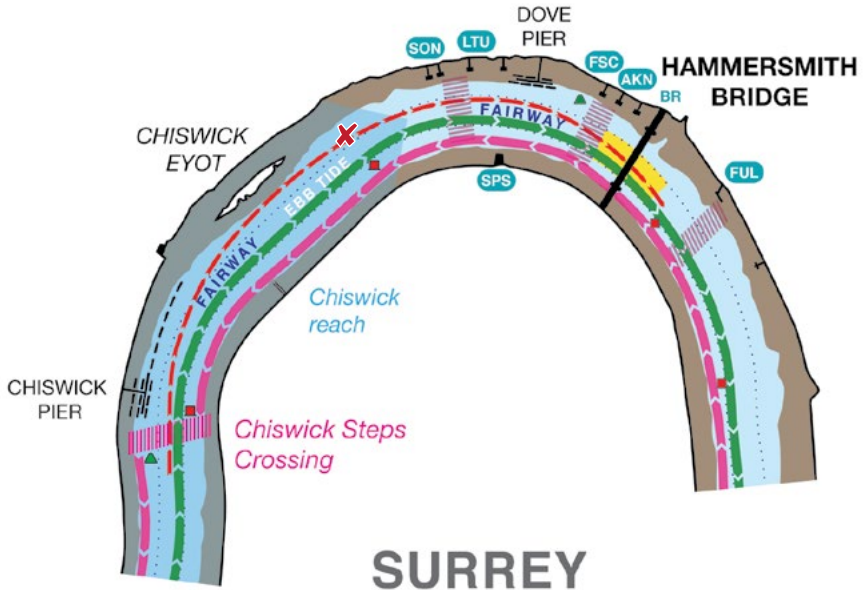 DOVE
PIER
SON
LTU
FSC
AKN
BR
HAMMERSMITH
BRIDGE
FAIRWAY
CHISWICK
EYOT
EBB TIDE
SPS
FUL
FAIRWAY
Chiswick
reach
CHISWICK
PIER
Chiswick Steps
Crossing
SURREY